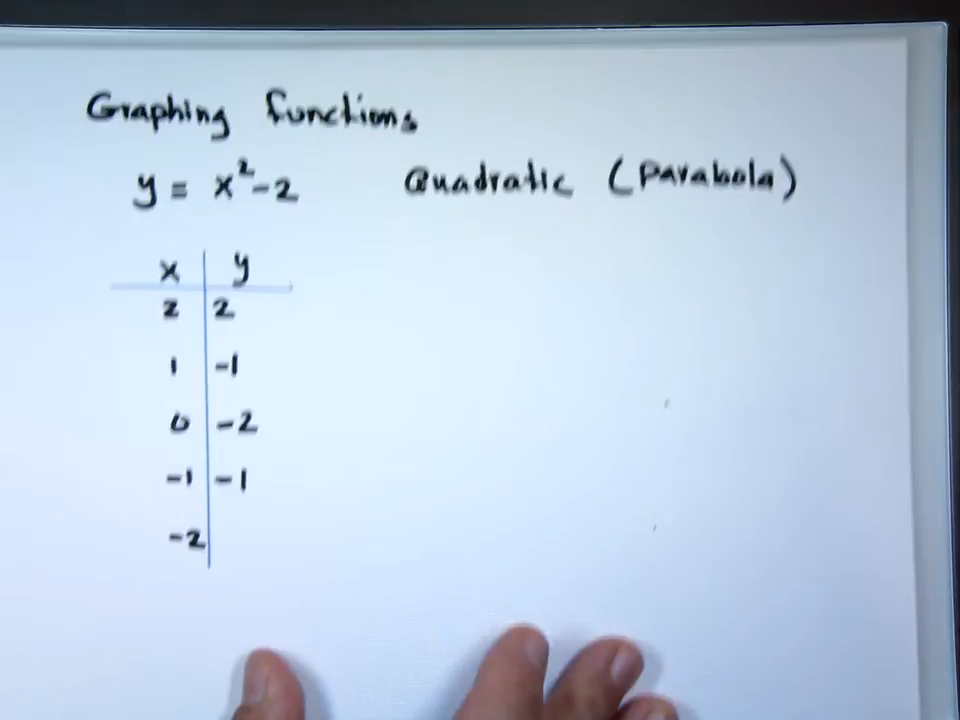 Graphing functions
y = x²-2 Quadratic (parabola)
x y
2 2
1 -1
0 -2
-1 -1
-2